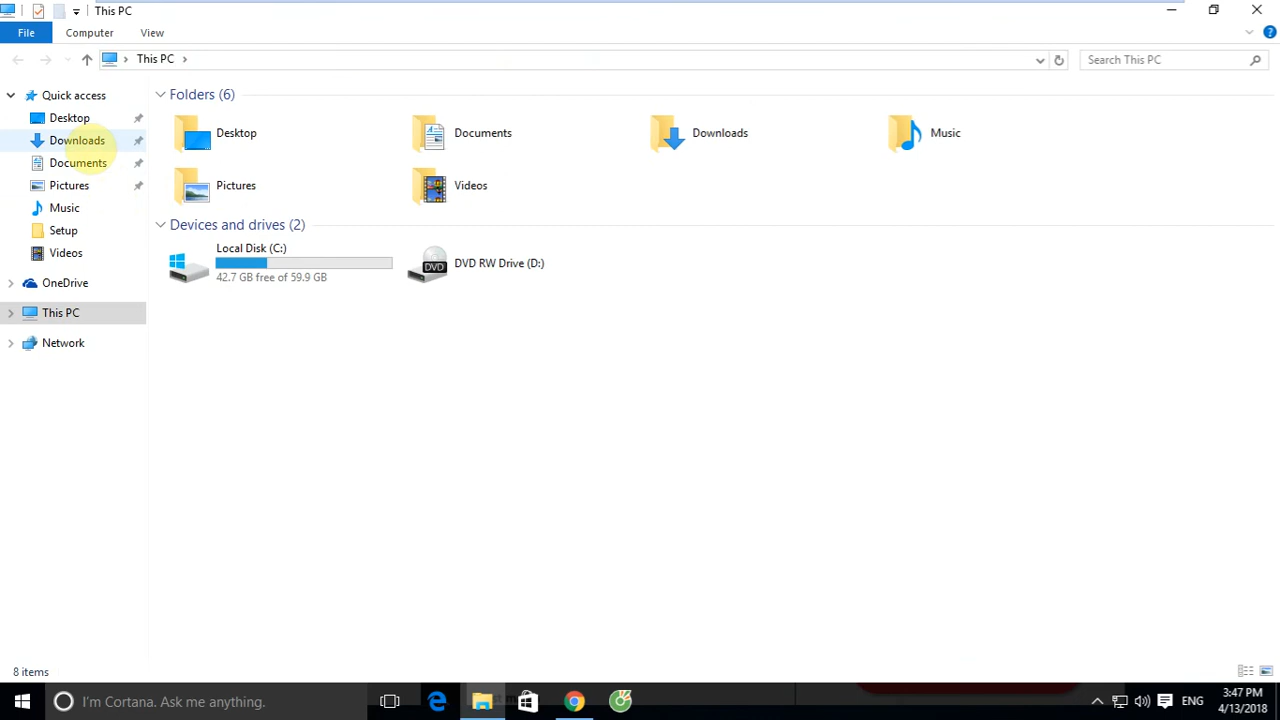 This PC
File Computer View
This PC
Search This PC
Quick access
Desktop
Downloads
Documents
Pictures
Music
Setup
Videos
OneDrive
This PC
Network
Folders (6)
Desktop
Documents
Downloads
Music
Pictures
Videos
Devices and drives (2)
Local Disk (C:)
42.7 GB free of 59.9 GB
DVD
DVD RW Drive (D:)
8 items
I'm Cortana. Ask me anything.
ENG
3:47 PM
4/13/2018